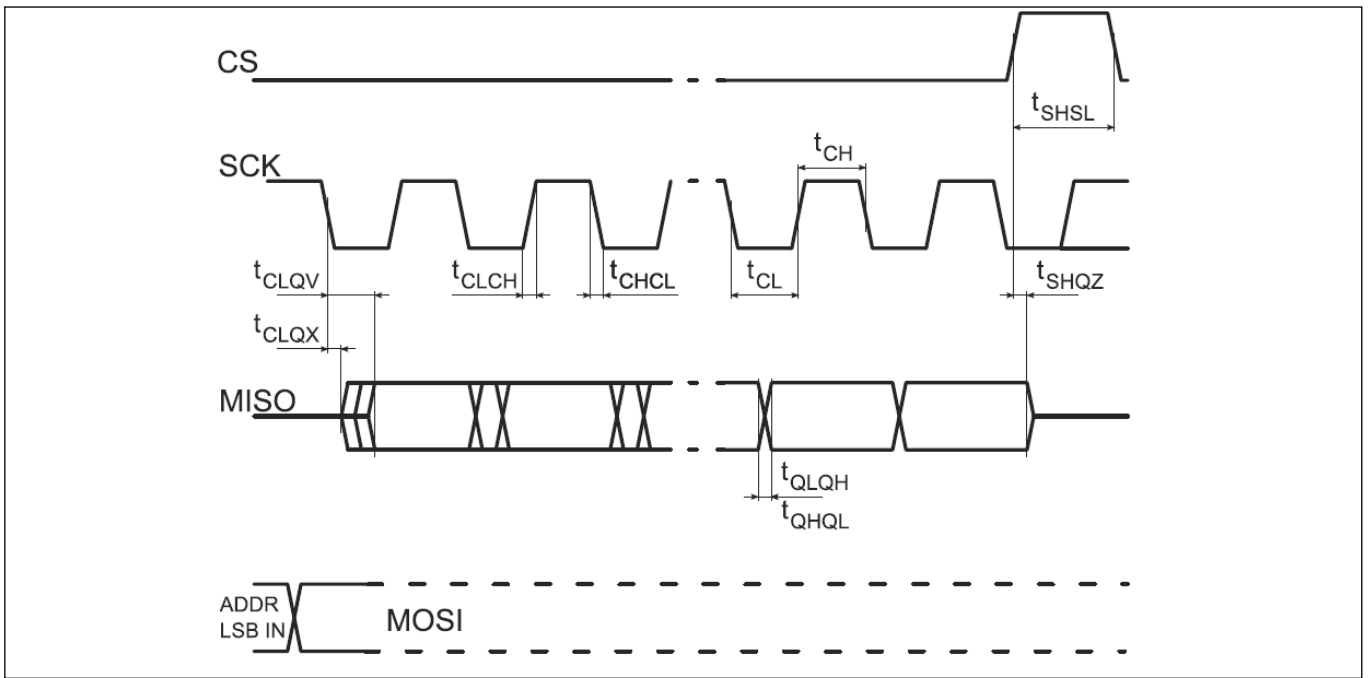 CS
tSHSL
SCK
tCH
tCLQV
tCLCH
tCHCL
tCL
tSHQZ
tCLQX
MISO
tQLQH
tQHQL
ADDR
LSB IN
MOSI